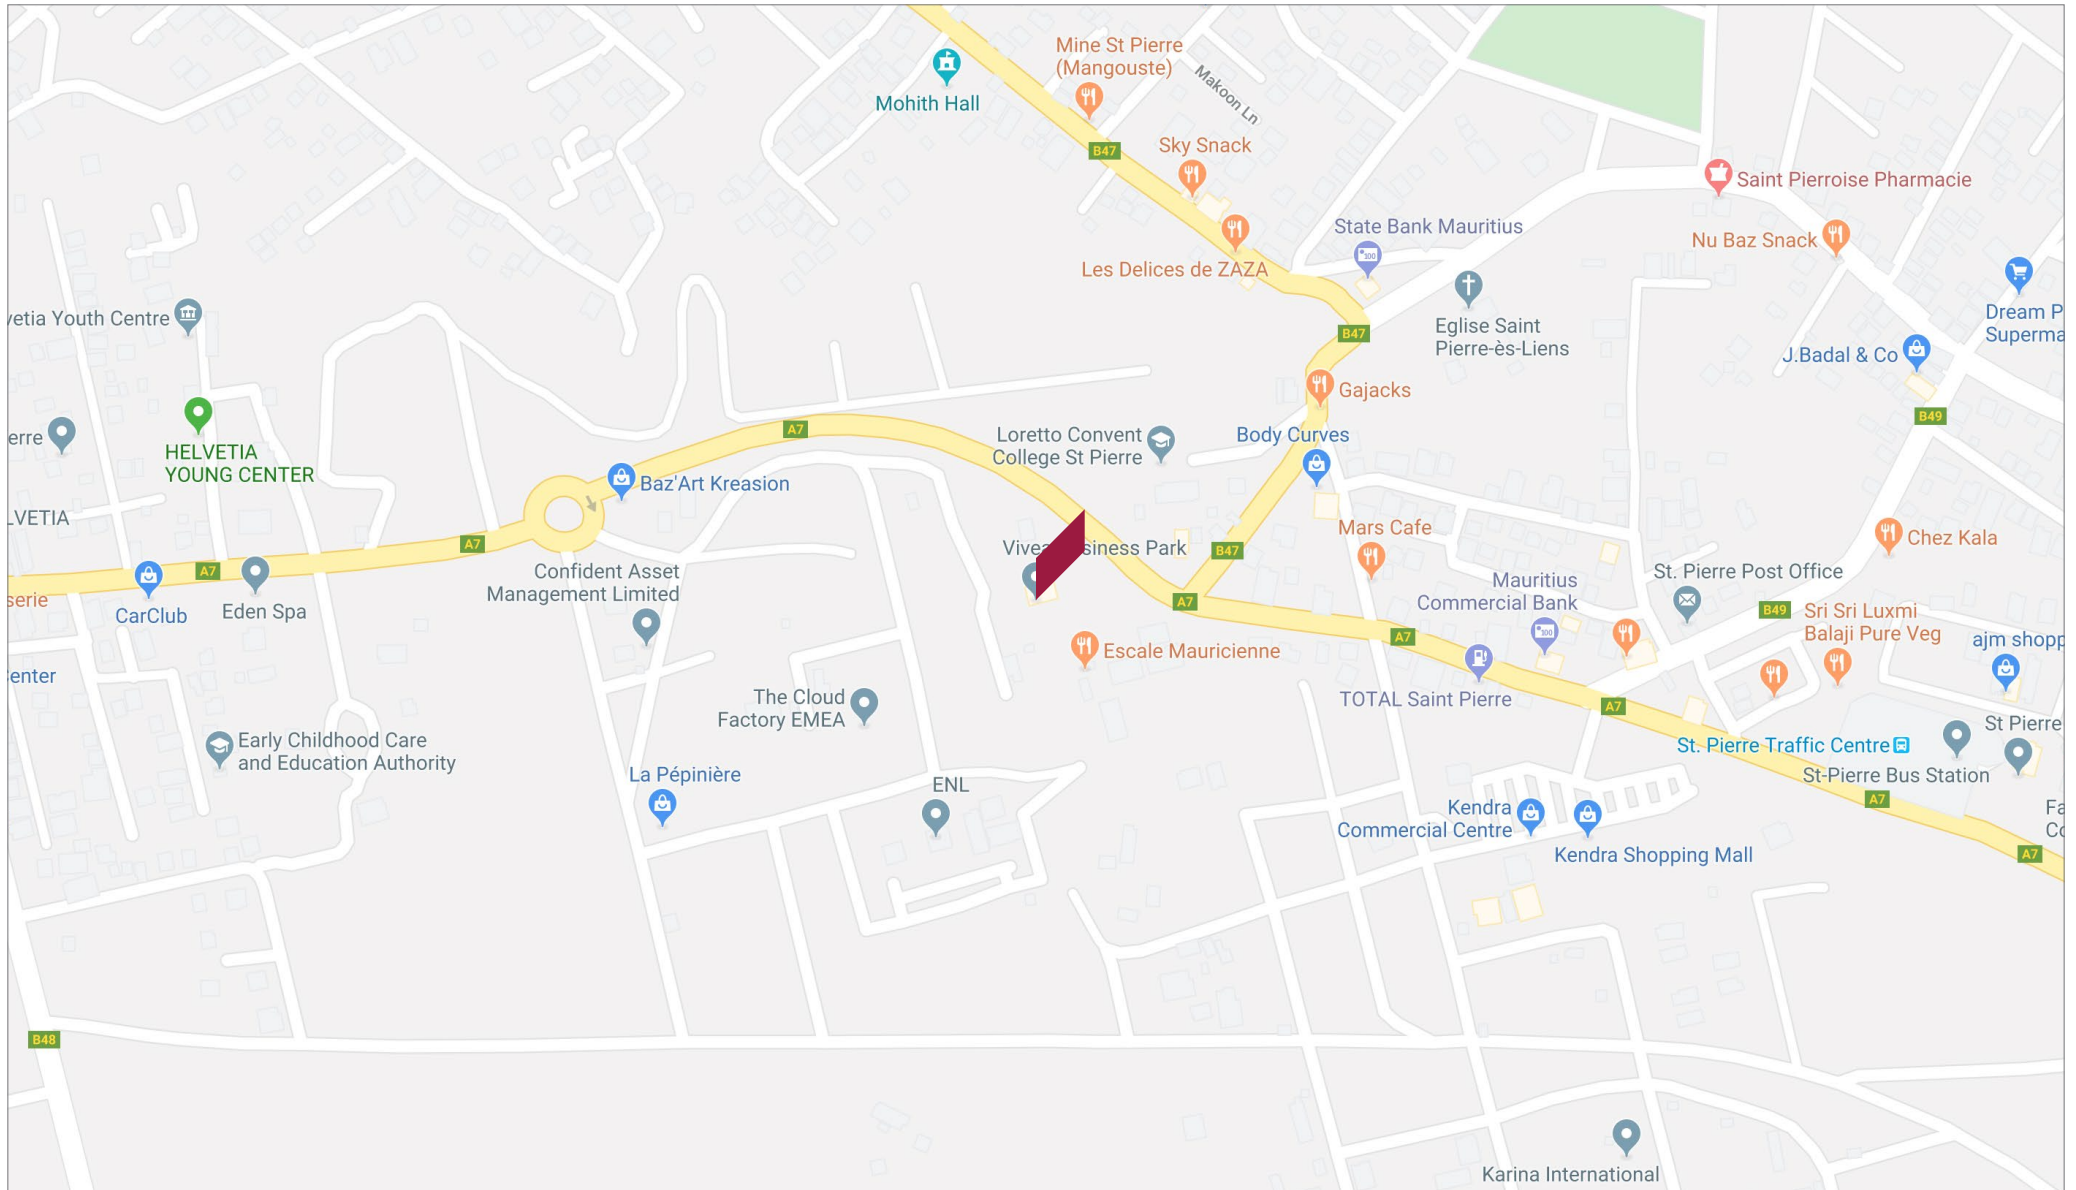 Mine St Pierre
(Mangouste)
Makoon Ln
Mohith Hall
B47
Sky Snack
Saint Pierroise Pharmacie
State Bank Mauritius
Nu Baz Snack
Les Delices de ZAZA
vetia Youth Centre
Eglise Saint
Pierre-ès-Liens
Dream P
Superma
B47
J.Badal & Co
Gajacks
B49
A7
Loretto Convent
College St Pierre
Body Curves
erre
HELVETIA
YOUNG CENTER
Baz'Art Kreasion
LVETIA
Mars Cafe
Chez Kala
A7
siness Park
B47
A7
Confident Asset
Management Limited
Mauritius
Commercial Bank
St. Pierre Post Office
serie
CarClub
Eden Spa
A7
B49
Sri Sri Luxmi
Balaji Pure Veg
A7
ajm shopp
Escale Mauricienne
enter
The Cloud
Factory EMEA
TOTAL Saint Pierre
A7
St Pierre
St. Pierre Traffic Centre
Early Childhood Care
and Education Authority
La Pépinière
St-Pierre Bus Station
ENL
A7
Kendra
Commercial Centre
Fa
Kendra Shopping Mall
A7
B48
Karina International